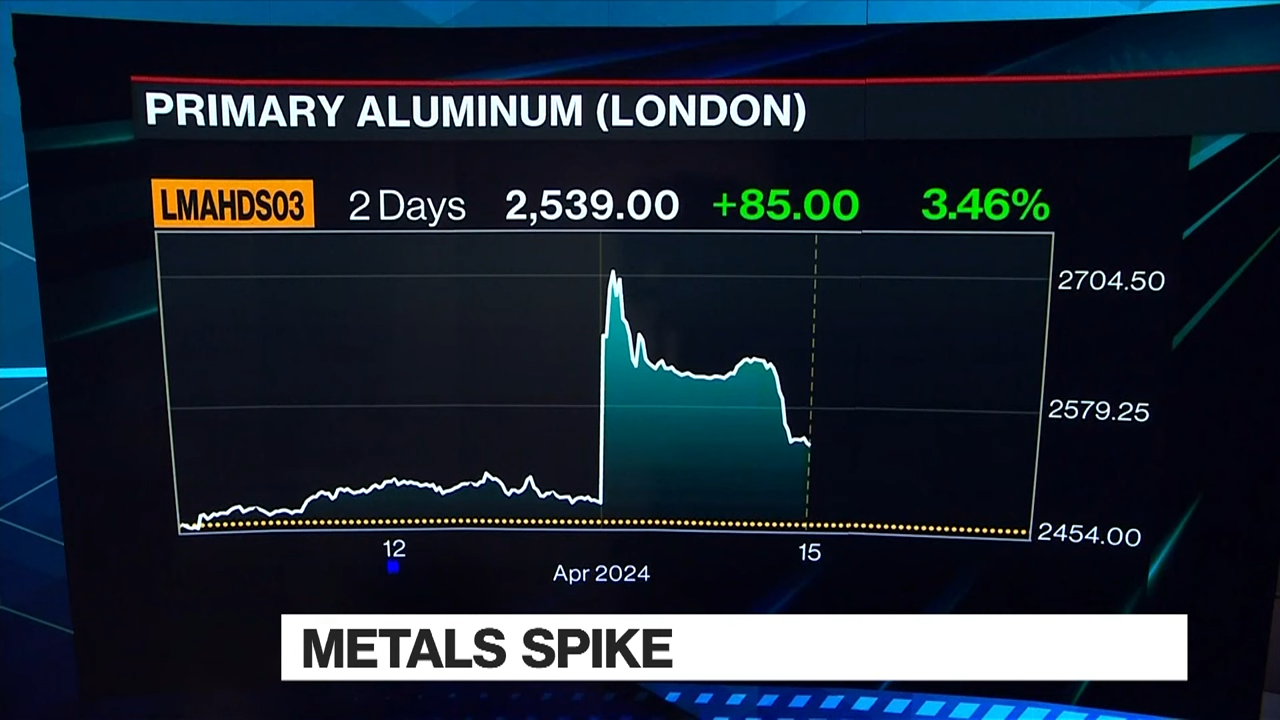 PRIMARY ALUMINUM (LONDON)
LMAHDS03 2 Days 2,539.00 +85.00 3.46%
2704.50
2579.25
2454.00
12 15
Apr 2024
METALS SPIKE